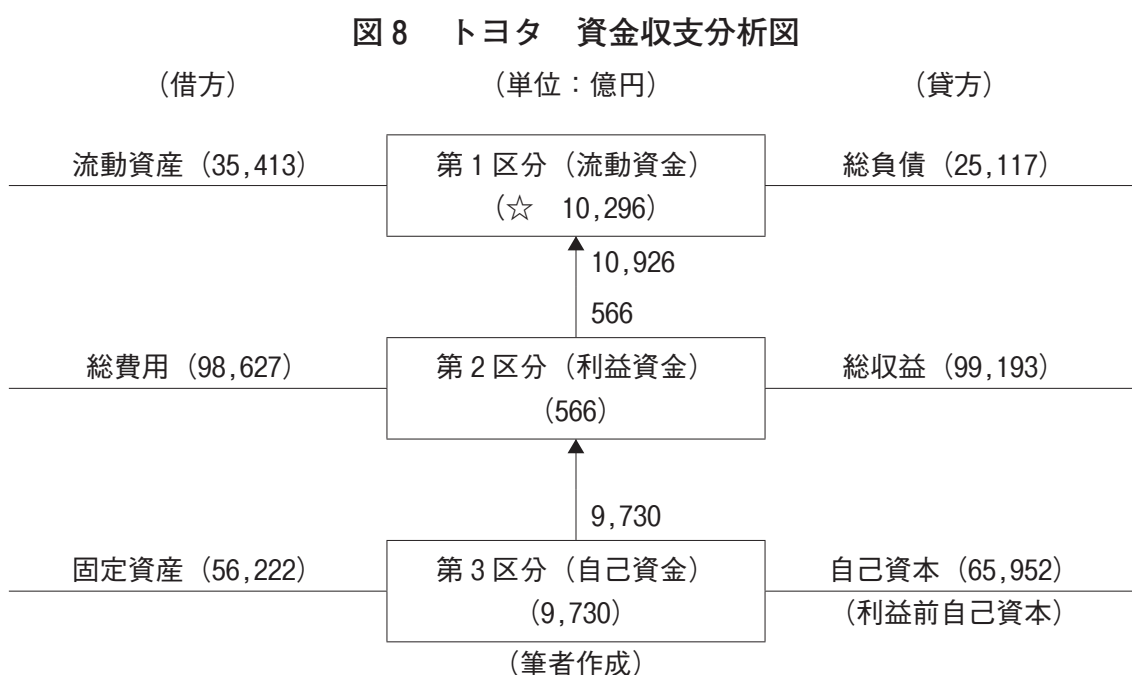 図8 トヨタ 資金収支分析図
(借方) (単位:億円) (貸方)
流動資産(35,413) 第1区分(流動資金) 総負債(25,117)
(☆ 10,296)
10,926
566
総費用(98,627) 第2区分(利益資金) 総収益(99,193)
(566)
9,730
固定資産(56,222) 第3区分(自己資金) 自己資本(65,952)
(9,730) (利益前自己資本)
(筆者作成)